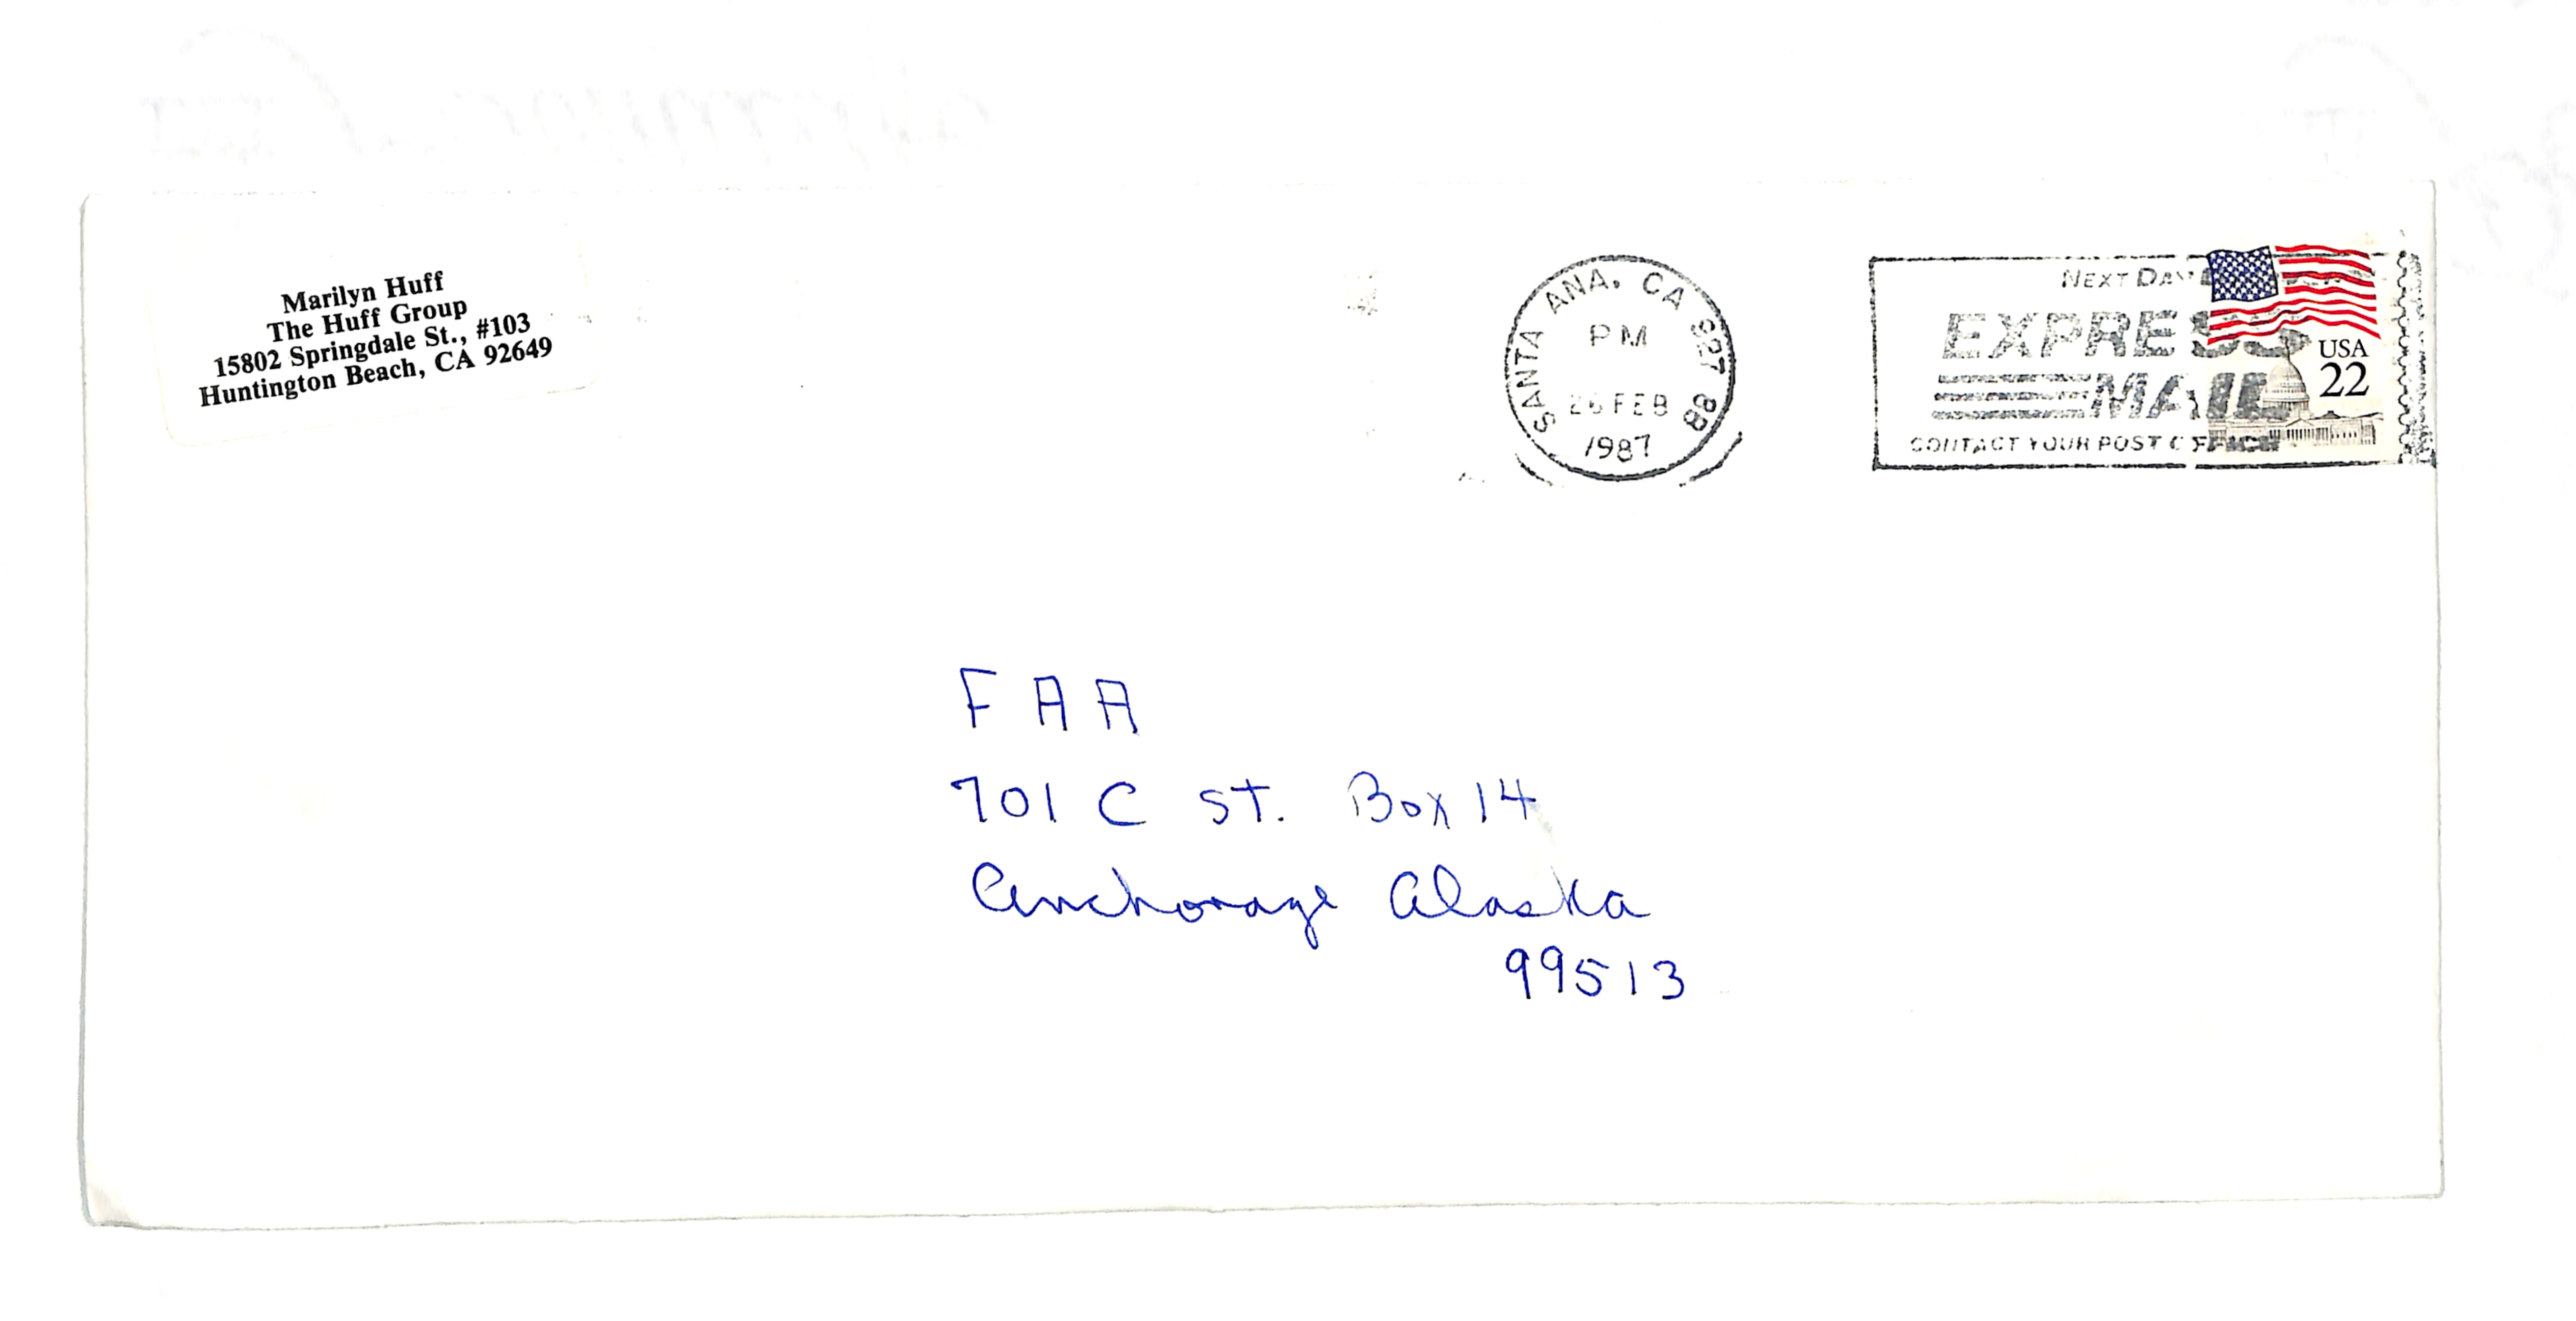 Marilyn Huff
The Huff Group
15802 Springdale St., #103
Huntington Beach, CA 92649
SANTA ANA, CA 927 8B
PM
26 FEB
1987
NEXT DAY
EXPRESS
MAIL
CONTACT YOUR POST OFFICE
USA
22
FAA
701 C ST. Box 14
Anchorage Alaska
99513